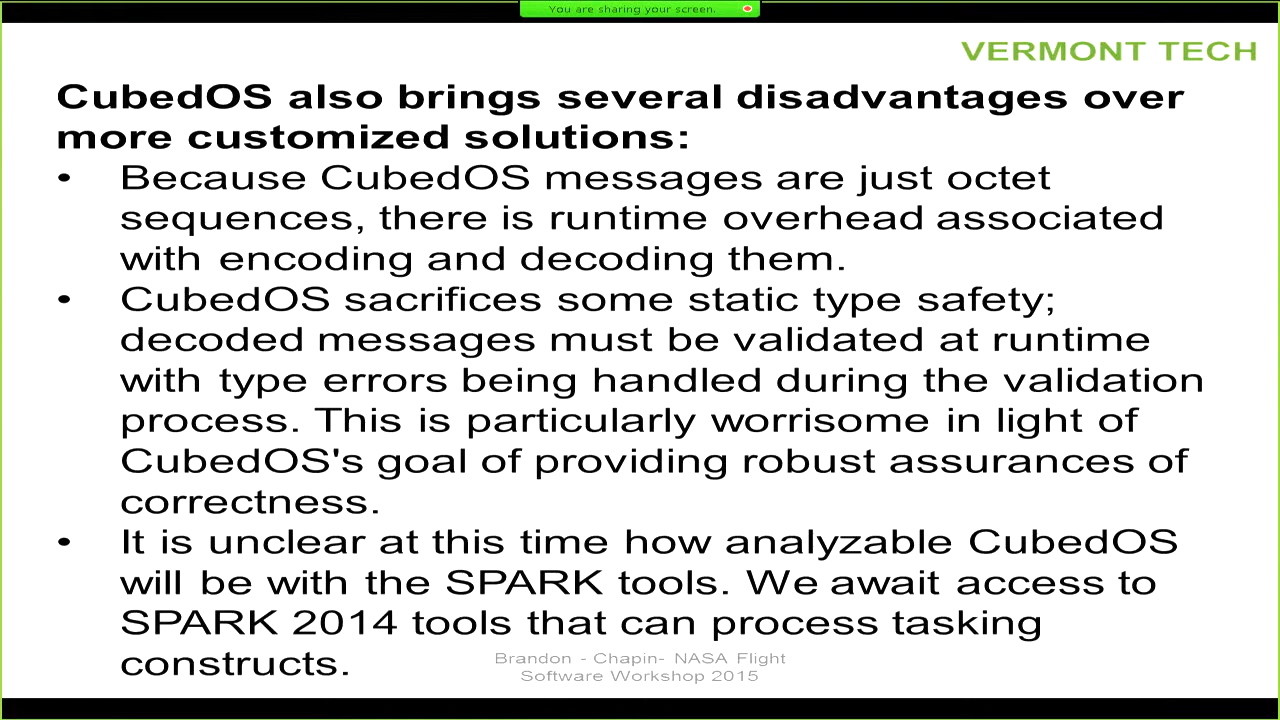 You are sharing your screen.
VERMONT TECH
CubedOS also brings several disadvantages over
more customized solutions:
• Because CubedOS messages are just octet
sequences, there is runtime overhead associated
with encoding and decoding them.
• CubedOS sacrifices some static type safety;
decoded messages must be validated at runtime
with type errors being handled during the validation
process. This is particularly worrisome in light of
CubedOS's goal of providing robust assurances of
correctness.
• It is unclear at this time how analyzable CubedOS
will be with the SPARK tools. We await access to
SPARK 2014 tools that can process tasking
constructs.
Brandon - Chapin- NASA Flight
Software Workshop 2015